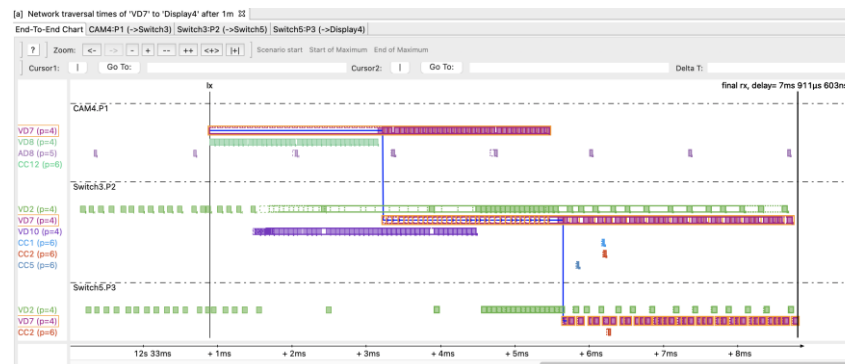 [a] Network traversal times of 'VD7' to 'Display4' after 1m
End-To-End Chart CAM4:P1 (->Switch3) Switch3:P2 (->Switch5) Switch5:P3 (->Display4)
? Zoom: <- -> - + -- ++ <+> |+| Scenario start Start of Maximum End of Maximum
Cursor1: | Go To: Cursor2: | Go To: Delta T:
final rx, delay= 7ms 911µs 603ns
CAM4.P1
VD7 (p=4)
VD8 (p=4)
AD8 (p=5)
CC12 (p=6)
Switch3.P2
VD2 (p=4)
VD7 (p=4)
VD10 (p=4)
CC1 (p=6)
CC2 (p=6)
CC5 (p=6)
Switch5.P3
VD2 (p=4)
VD7 (p=4)
CC2 (p=6)
12s 33ms + 1ms + 2ms + 3ms + 4ms + 5ms + 6ms + 7ms + 8ms